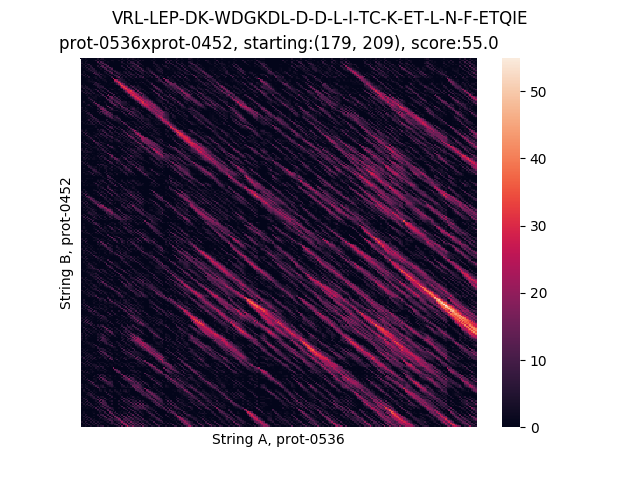 VRL-LEP-DK-WDGKDL-D-D-L-I-TC-K-ET-L-N-F-ETQIE
prot-0536xprot-0452, starting:(179, 209), score:55.0
String B, prot-0452
50
40
30
20
10
0
String A, prot-0536